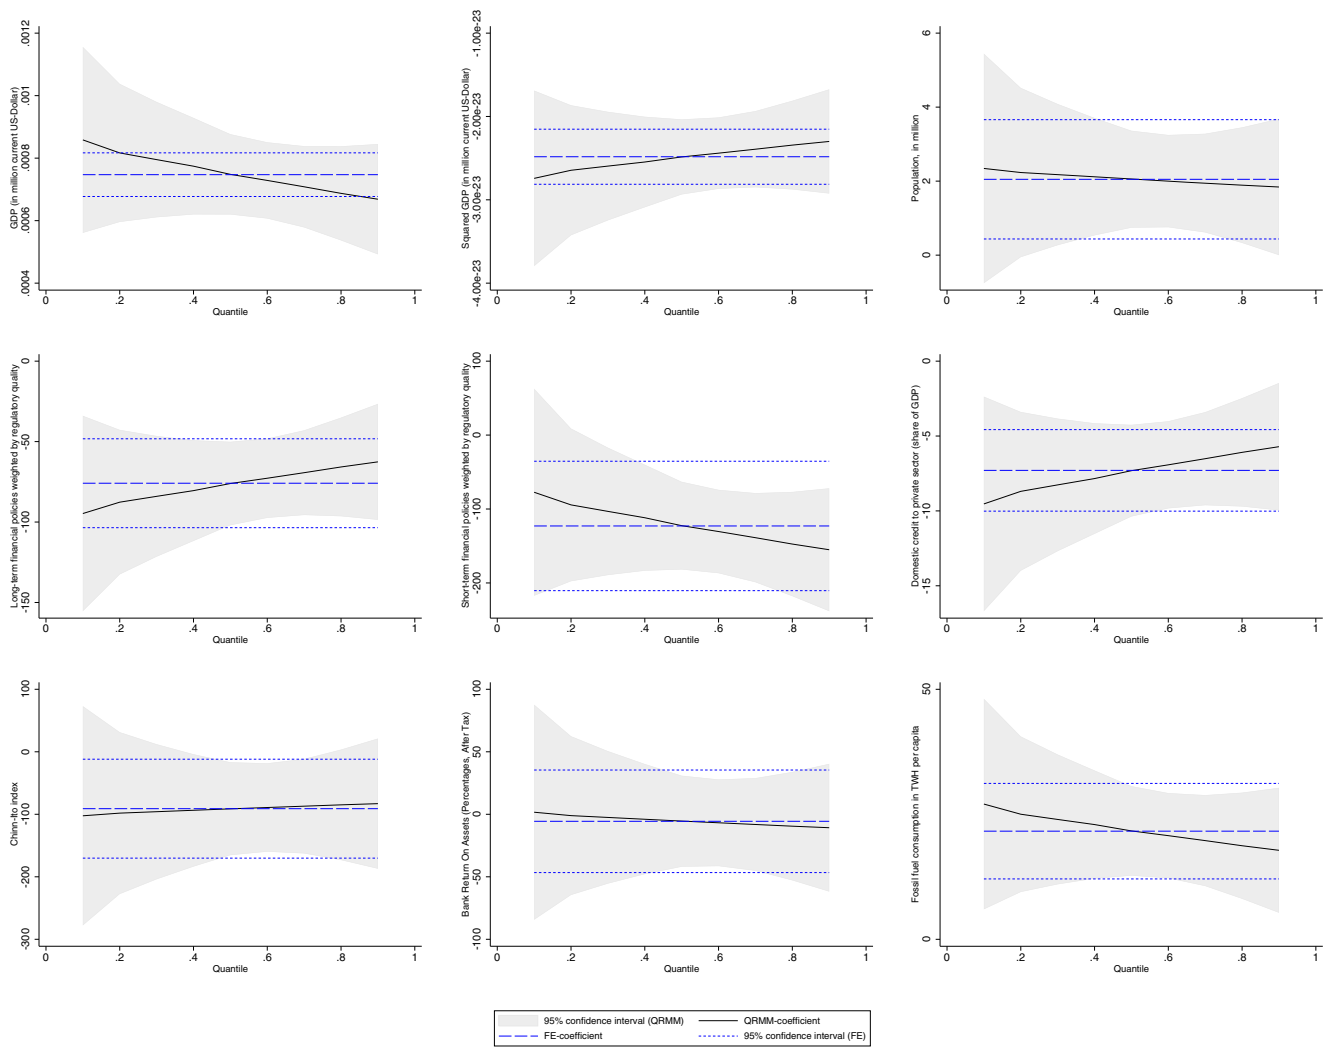 GDP (in million current US-Dollar)
.0004 .0006 .0008 .001 .0012
0 .2 .4 .6 .8 1
Quantile
Squared GDP (in million current US-Dollar)
-4.00e-23 -3.00e-23 -2.00e-23 -1.00e-23
0 .2 .4 .6 .8 1
Quantile
Population, in million
0 2 4 6
0 .2 .4 .6 .8 1
Quantile
Long-term financial policies weighted by regulatory quality
-150 -100 -50 0
0 .2 .4 .6 .8 1
Quantile
Short-term financial policies weighted by regulatory quality
-200 -100 0 100
0 .2 .4 .6 .8 1
Quantile
Domestic credit to private sector (share of GDP)
-15 -10 -5 0
0 .2 .4 .6 .8 1
Quantile
Chinn-Ito index
-300 -200 -100 0 100
0 .2 .4 .6 .8 1
Quantile
Bank Return On Assets (Percentages, After Tax)
-100 -50 0 50 100
0 .2 .4 .6 .8 1
Quantile
Fossil fuel consumption in TWH per capita
0 50
0 .2 .4 .6 .8 1
Quantile
95% confidence interval (QRMM) QRMM-coefficient
FE-coefficient 95% confidence interval (FE)